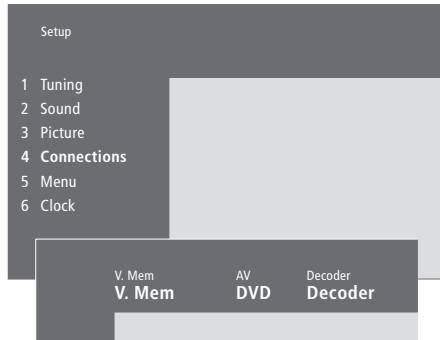 Setup
1 Tuning
2 Sound
3 Picture
4 Connections
5 Menu
6 Clock
V. Mem AV Decoder
V. Mem DVD Decoder